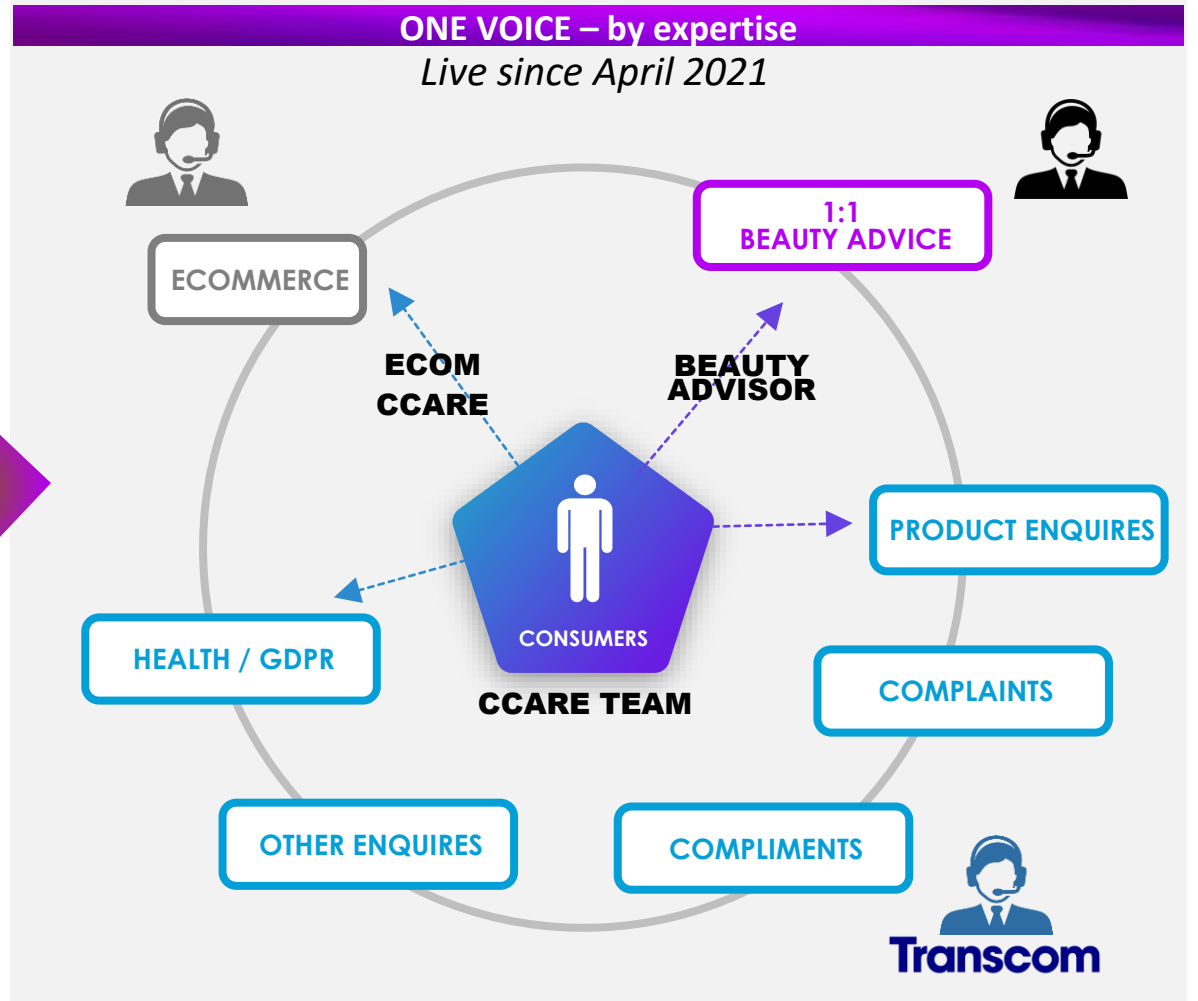 ONE VOICE – by expertise
Live since April 2021
1:1
BEAUTY ADVICE
ECOMMERCE
ECOM
CCARE
BEAUTY
ADVISOR
PRODUCT ENQUIRES
CONSUMERS
HEALTH / GDPR
COMPLAINTS
CCARE TEAM
OTHER ENQUIRES
COMPLIMENTS
Transcom